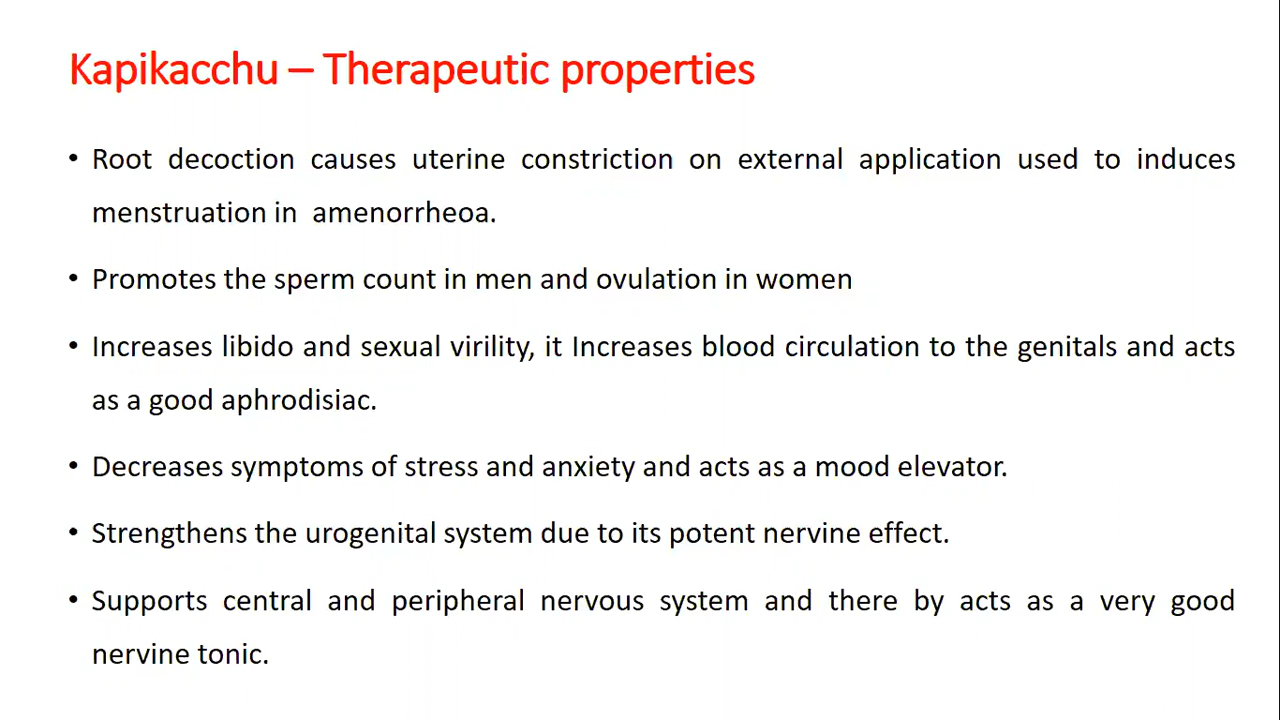 Kapikacchu – Therapeutic properties
• Root decoction causes uterine constriction on external application used to induces
menstruation in amenorrheoa.
• Promotes the sperm count in men and ovulation in women
• Increases libido and sexual virility, it Increases blood circulation to the genitals and acts
as a good aphrodisiac.
• Decreases symptoms of stress and anxiety and acts as a mood elevator.
• Strengthens the urogenital system due to its potent nervine effect.
• Supports central and peripheral nervous system and there by acts as a very good
nervine tonic.